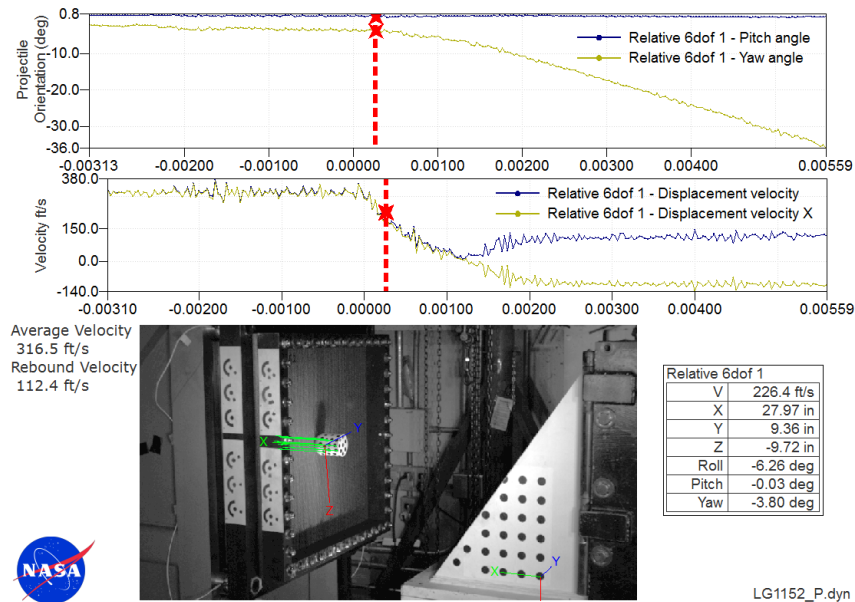 0.8
-10.0
-20.0
-30.0
-36.0
Projectile
Orientation (deg)
Relative 6dof 1 - Pitch angle
Relative 6dof 1 - Yaw angle
-0.003313 -0.00200 -0.00100 0.00000 0.00100 0.00200 0.00300 0.00400 0.00559
380.0
150.0
0.0
-140.0
Velocity ft/s
Relative 6dof 1 - Displacement velocity
Relative 6dof 1 - Displacement velocity X
-0.003310 -0.00200 -0.00100 0.00000 0.00100 0.00200 0.00300 0.00400 0.00559
Average Velocity
316.5 ft/s
Rebound Velocity
112.4 ft/s
X Y
Z
X Y
Relative 6dof 1
V 226.4 ft/s
X 27.97 in
Y 9.36 in
Z -9.72 in
Roll -6.26 deg
Pitch -0.03 deg
Yaw -3.80 deg
NASA
LG1152_P.dyn